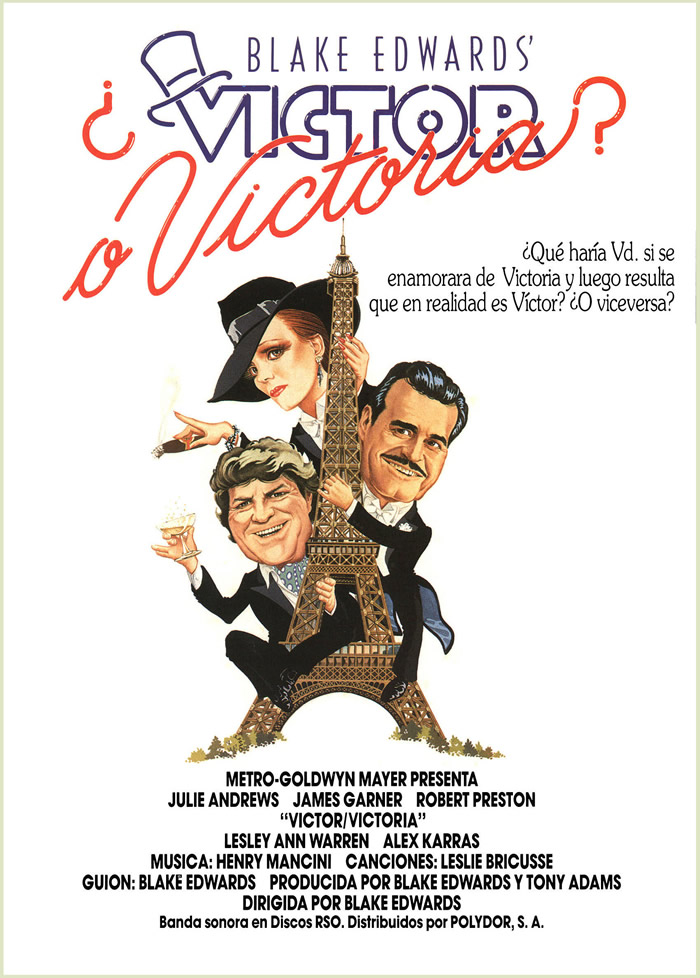 BLAKE EDWARDS'
¿VICTOR
o Victoria?
¿Qué haría Vd. si se
enamorara de Victoria y luego resulta
que en realidad es Víctor? ¿O viceversa?
METRO-GOLDWYN MAYER PRESENTA
JULIE ANDREWS JAMES GARNER ROBERT PRESTON
“VICTOR/VICTORIA”
LESLEY ANN WARREN ALEX KARRAS
MUSICA: HENRY MANCINI CANCIONES: LESLIE BRICUSSE
GUION: BLAKE EDWARDS PRODUCIDA POR BLAKE EDWARDS Y TONY ADAMS
DIRIGIDA POR BLAKE EDWARDS
Banda sonora en Discos RSO. Distribuidos por POLYDOR, S. A.